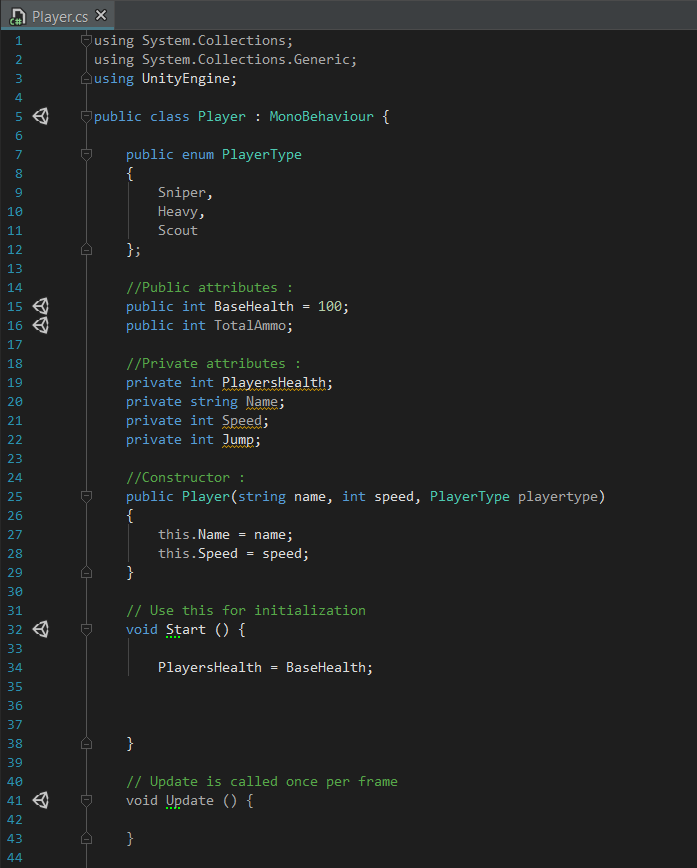 Player.cs
1 using System.Collections;
2 using System.Collections.Generic;
3 using UnityEngine;
4
5 public class Player : MonoBehaviour {
6
7 public enum PlayerType
8 {
9 Sniper,
10 Heavy,
11 Scout
12 };
13
14 //Public attributes :
15 public int BaseHealth = 100;
16 public int TotalAmmo;
17
18 //Private attributes :
19 private int PlayersHealth;
20 private string Name;
21 private int Speed;
22 private int Jump;
23
24 //Constructor :
25 public Player(string name, int speed, PlayerType playertype)
26 {
27 this.Name = name;
28 this.Speed = speed;
29 }
30
31 // Use this for initialization
32 void Start () {
33
34 PlayersHealth = BaseHealth;
35
36
37
38 }
39
40 // Update is called once per frame
41 void Update () {
42
43 }
44